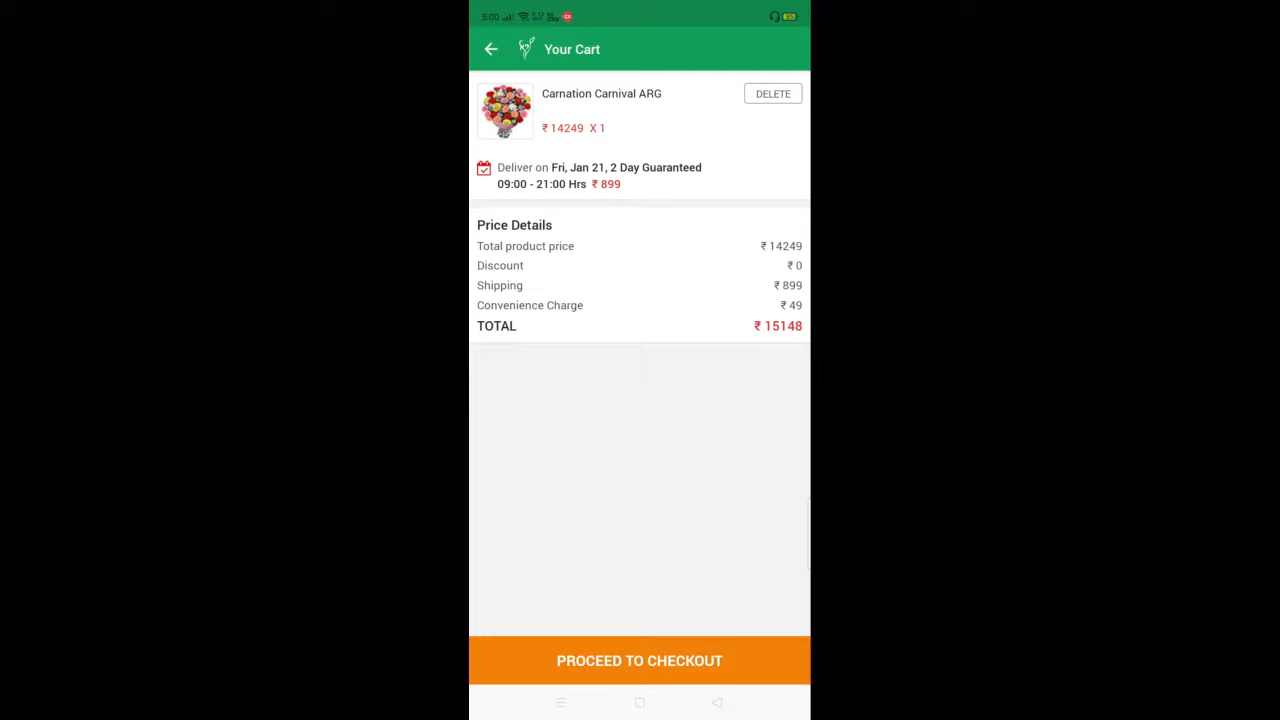 5:00
Your Cart
Carnation Carnival ARG
DELETE
₹ 14249 X 1
Deliver on Fri, Jan 21, 2 Day Guaranteed
09:00 - 21:00 Hrs ₹ 899
Price Details
Total product price ₹ 14249
Discount ₹ 0
Shipping ₹ 899
Convenience Charge ₹ 49
TOTAL ₹ 15148
PROCEED TO CHECKOUT